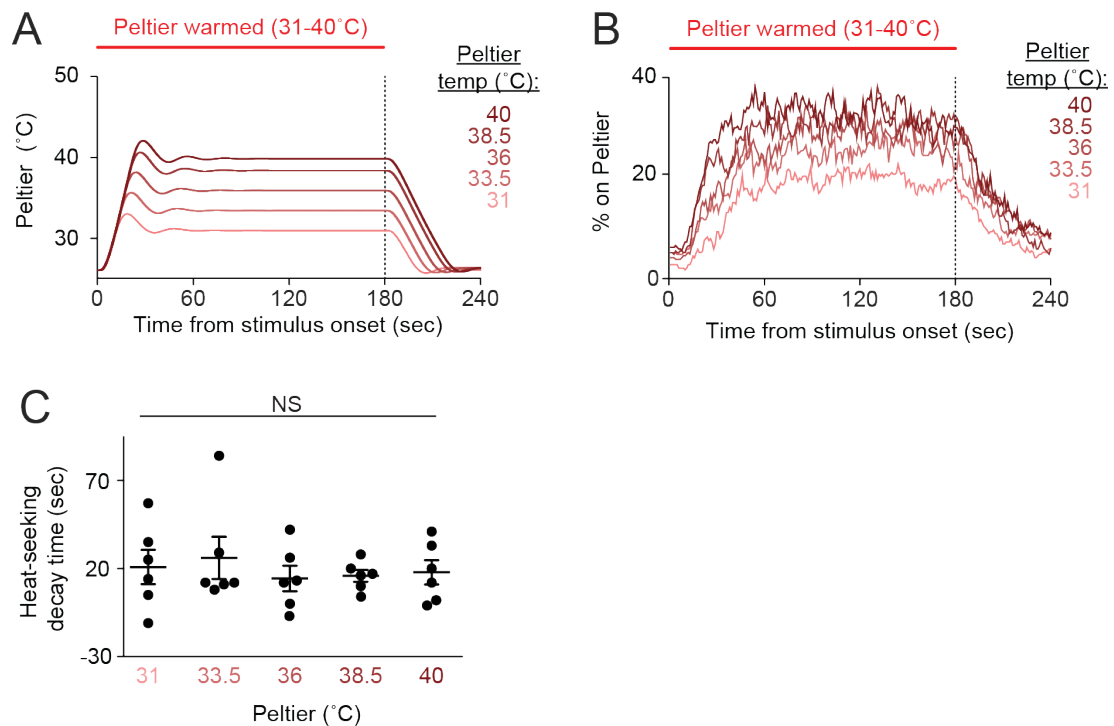 A
Peltier warmed (31-40˚C)
Peltier
temp (˚C):
40
38.5
36
33.5
31
50
40
30
Peltier (˚C)
0
60
120
180
240
Time from stimulus onset (sec)
B
Peltier warmed (31-40˚C)
Peltier
temp (˚C):
40
38.5
36
33.5
31
40
20
0
% on Peltier
0
60
120
180
240
Time from stimulus onset (sec)
C
NS
70
20
-30
Heat-seeking
decay time (sec)
31
33.5
36
38.5
40
Peltier (˚C)